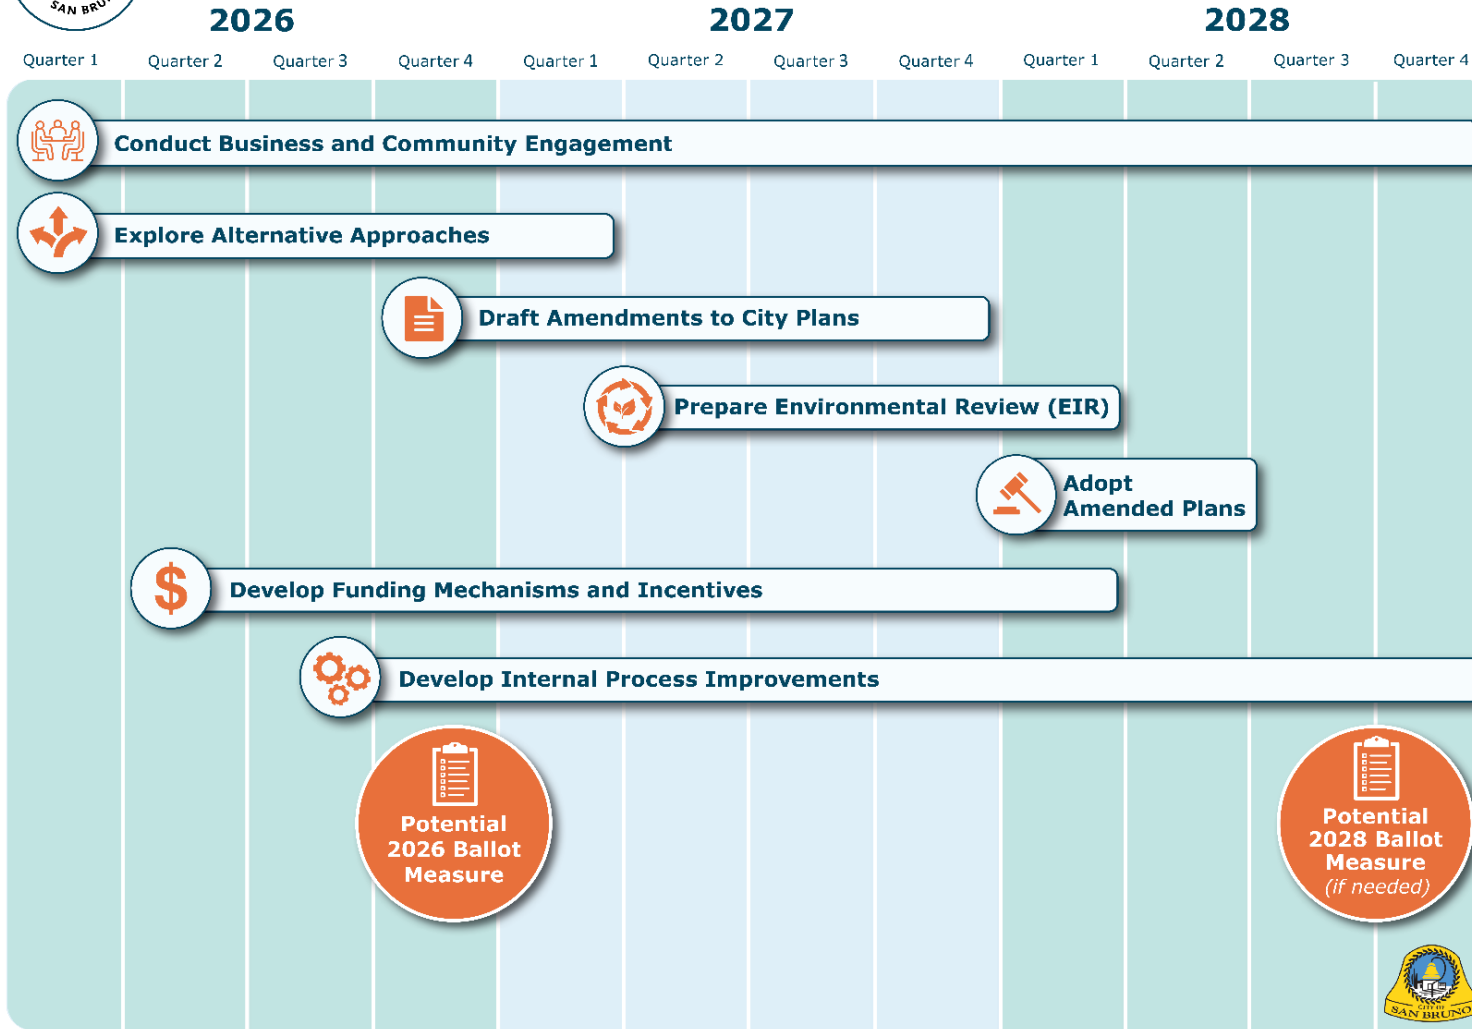 2026 2027 2028
Quarter 1 Quarter 2 Quarter 3 Quarter 4 Quarter 1 Quarter 2 Quarter 3 Quarter 4 Quarter 1 Quarter 2 Quarter 3 Quarter 4
Conduct Business and Community Engagement
Explore Alternative Approaches
Draft Amendments to City Plans
Prepare Environmental Review (EIR)
Adopt
Amended Plans
$
Develop Funding Mechanisms and Incentives
Develop Internal Process Improvements
Potential
2026 Ballot
Measure
Potential
2028 Ballot
Measure
(if needed)
CITY OF
SAN BRUNO